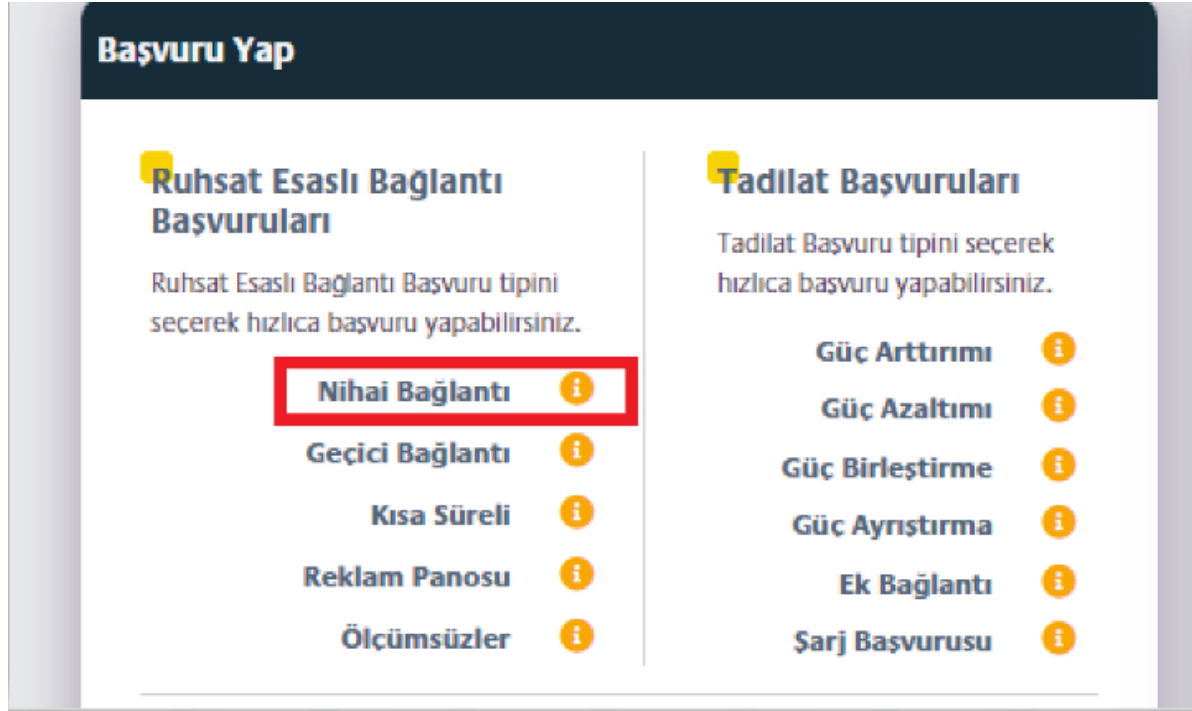 Başvuru Yap
Ruhsat Esaslı Bağlantı
Başvuruları
Ruhsat Esaslı Bağlantı Başvuru tipini
seçerek hızlıca başvuru yapabilirsiniz.
Nihai Bağlantı
Geçici Bağlantı
Kısa Süreli
Reklam Panosu
Ölçümsüzler
Tadilat Başvuruları
Tadilat Başvuru tipini seçerek
hızlıca başvuru yapabilirsiniz.
Güç Arttırımı
Güç Azaltımı
Güç Birleştirme
Güç Ayrıştırma
Ek Bağlantı
Şarj Başvurusu